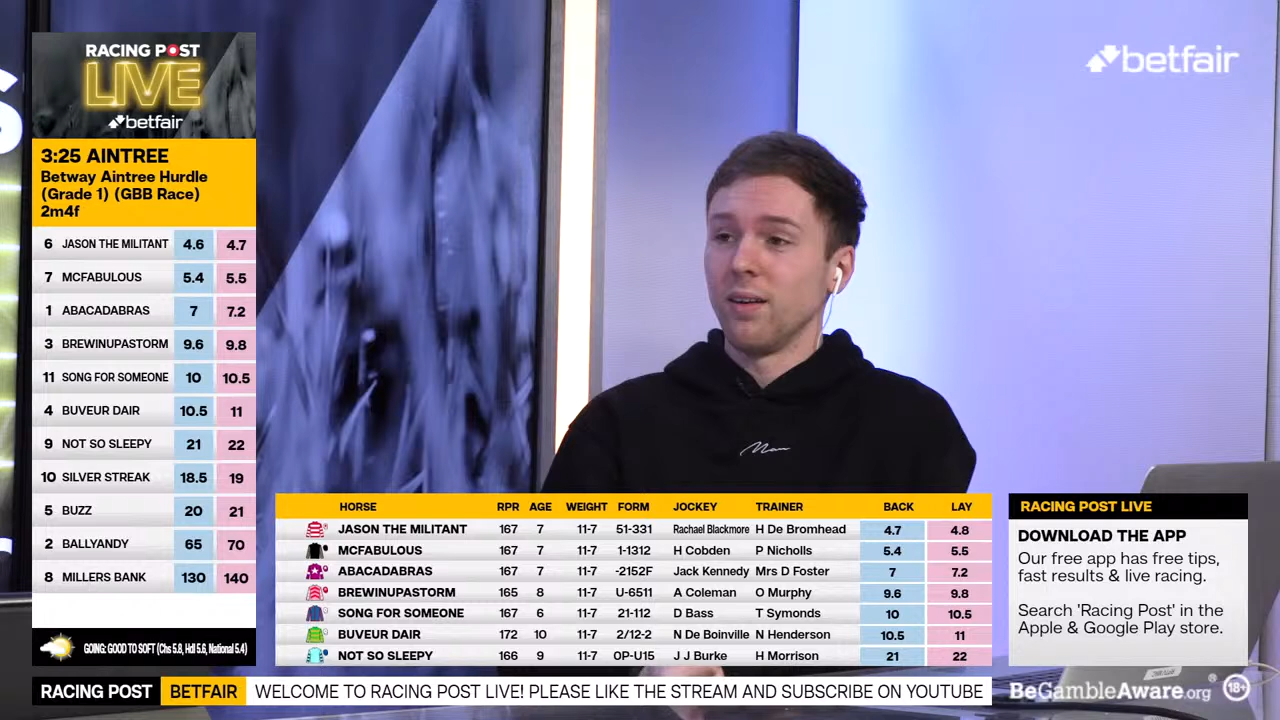 RACING POST
LIVE
betfair
betfair
3:25 AINTREE
Betway Aintree Hurdle
(Grade 1) (GBB Race)
2m4f
6 JASON THE MILITANT 4.6 4.7
7 MCFABULOUS 5.4 5.5
1 ABACADABRAS 7 7.2
3 BREWINUPASTORM 9.6 9.8
11 SONG FOR SOMEONE 10 10.5
4 BUVEUR DAIR 10.5 11
9 NOT SO SLEEPY 21 22
10 SILVER STREAK 18.5 19
5 BUZZ 20 21
2 BALLYANDY 65 70
8 MILLERS BANK 130 140
GOING: GOOD TO SOFT (Chs 5.8, Hdl 5.6, National 5.4)
HORSE RPR AGE WEIGHT FORM JOCKEY TRAINER BACK LAY
JASON THE MILITANT 167 7 11-7 51-331 Rachael Blackmore H De Bromhead 4.7 4.8
MCFABULOUS 167 7 11-7 1-1312 H Cobden P Nicholls 5.4 5.5
ABACADABRAS 167 7 11-7 -2152F Jack Kennedy Mrs D Foster 7 7.2
BREWINUPASTORM 165 8 11-7 U-6511 A Coleman O Murphy 9.6 9.8
SONG FOR SOMEONE 167 6 11-7 21-112 D Bass T Symonds 10 10.5
BUVEUR DAIR 172 10 11-7 2/12-2 N De Boinville N Henderson 10.5 11
NOT SO SLEEPY 166 9 11-7 0P-U15 J J Burke H Morrison 21 22
RACING POST LIVE
DOWNLOAD THE APP
Our free app has free tips,
fast results & live racing.
Search 'Racing Post' in the
Apple & Google Play store.
RACING POST BETFAIR WELCOME TO RACING POST LIVE! PLEASE LIKE THE STREAM AND SUBSCRIBE ON YOUTUBE
BeGambleAware.org® 18+